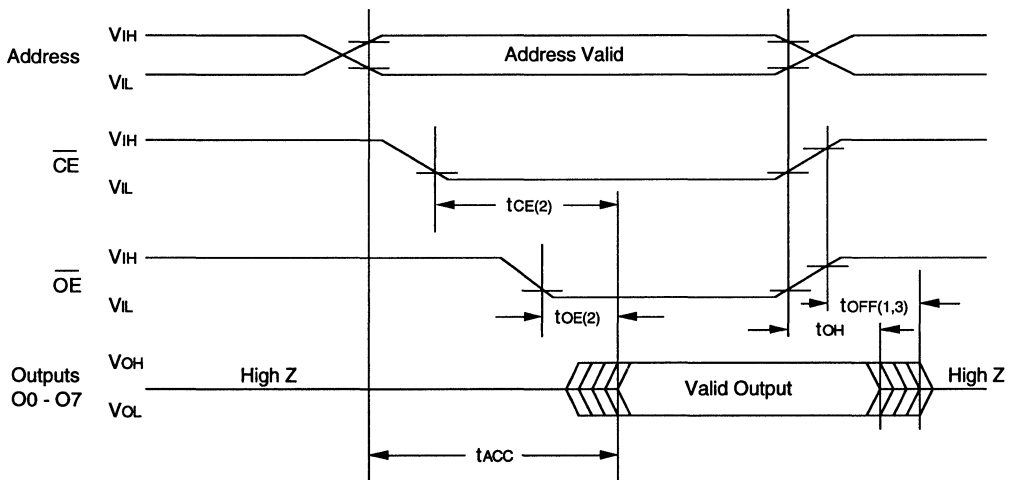 Address
VIH
VIL
Address Valid
CE
VIH
VIL
tCE(2)
OE
VIH
VIL
tOE(2)
tOFF(1,3)
tOH
Outputs
O0 - O7
VOH
VOL
High Z
Valid Output
High Z
tACC